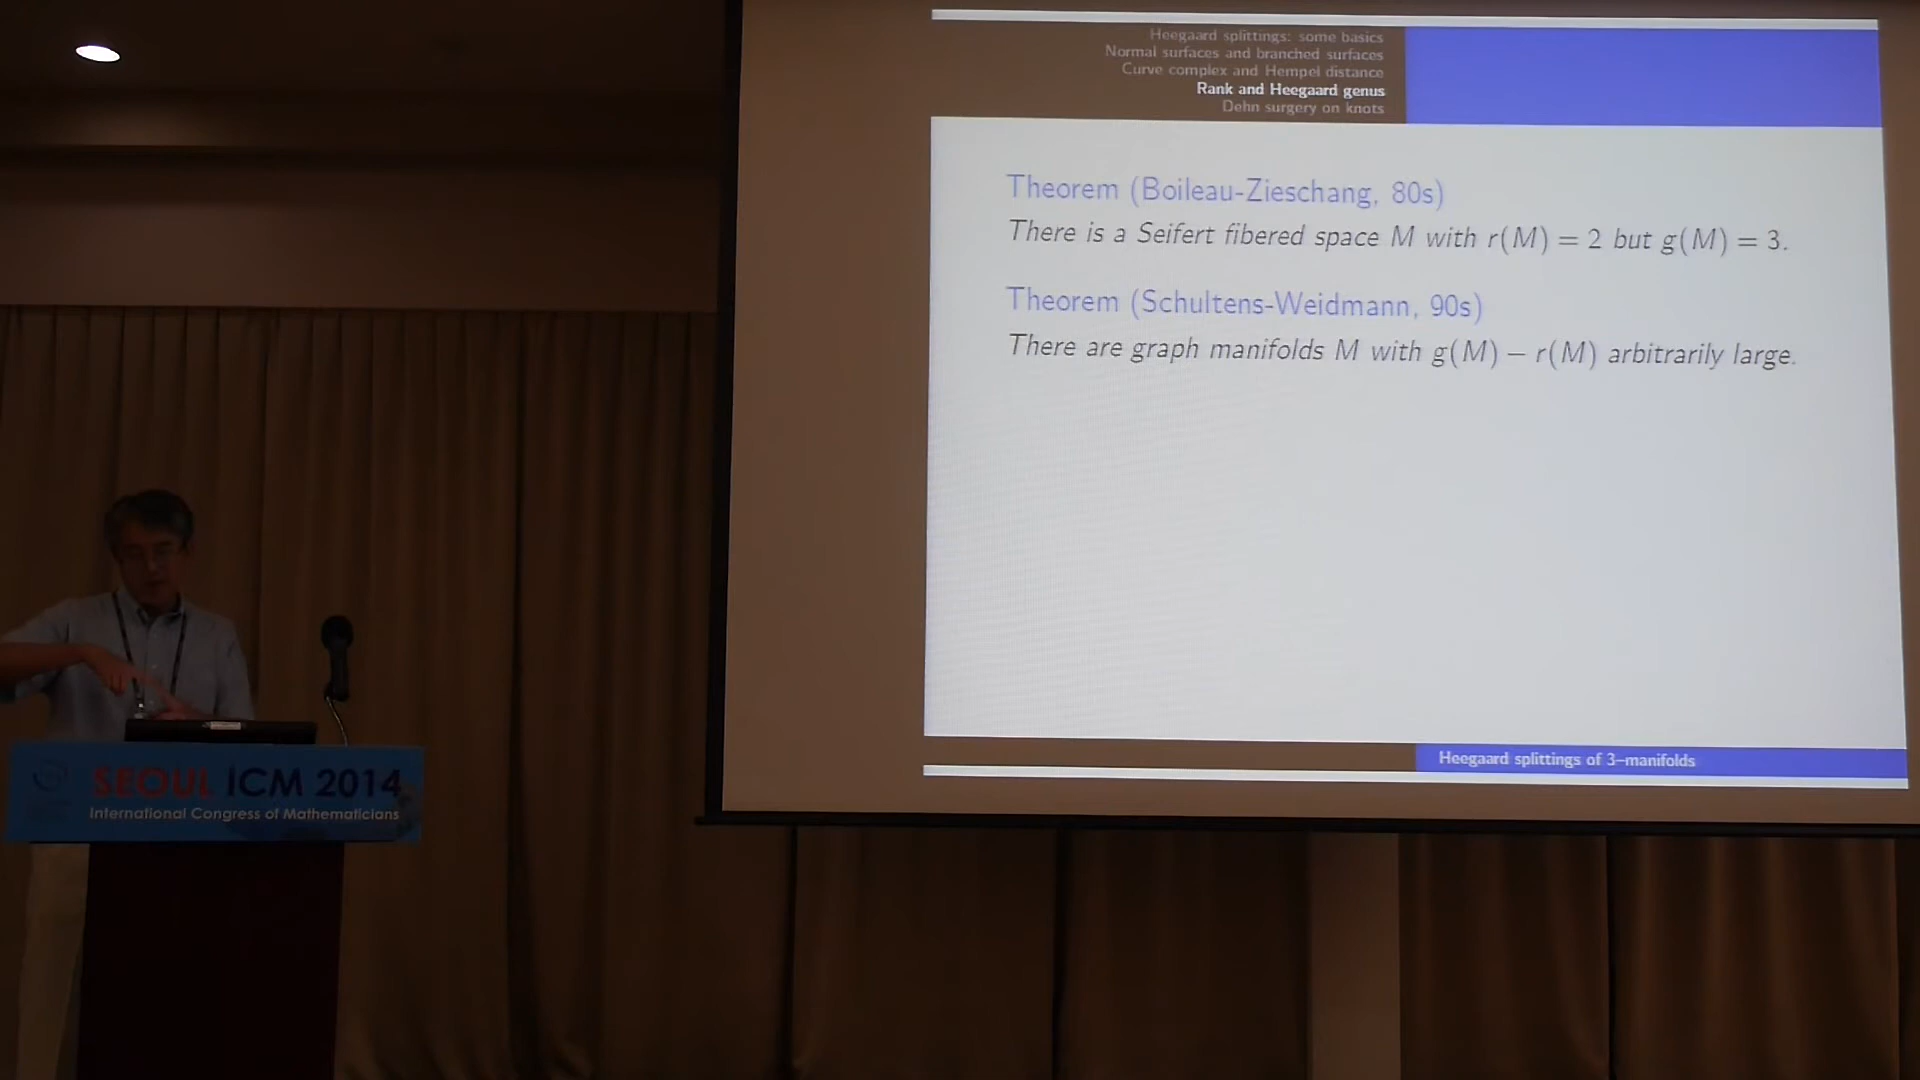 Heegaard splittings: some basics
Normal surfaces and branched surfaces
Curve complex and Hempel distance
Rank and Heegaard genus
Dehn surgery on knots
Theorem (Boileau-Zieschang, 80s)
There is a Seifert fibered space M with r(M) = 2 but g(M) = 3.
Theorem (Schultens-Weidmann, 90s)
There are graph manifolds M with g(M) − r(M) arbitrarily large.
Heegaard splittings of 3–manifolds
SEOUL ICM 2014
International Congress of Mathematicians